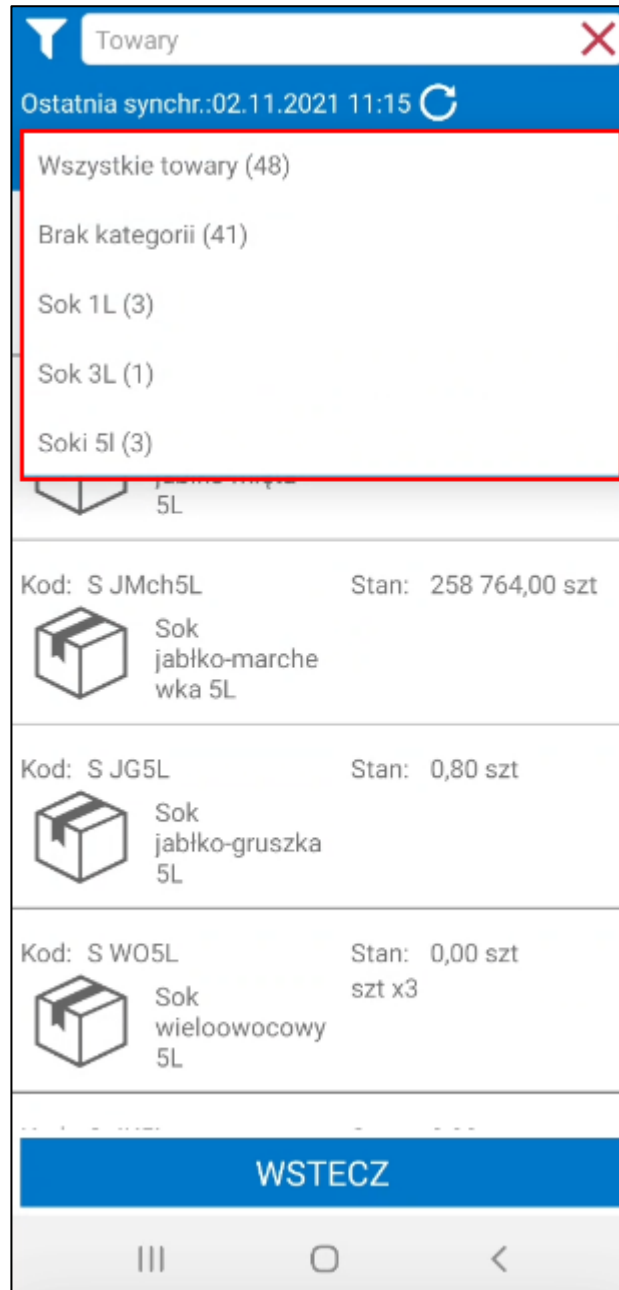 Towary
Ostatnia synchr.:02.11.2021 11:15
Wszystkie towary (48)
Brak kategorii (41)
Sok 1L (3)
Sok 3L (1)
Soki 5l (3)
5L
Kod: S JMch5L Stan: 258 764,00 szt
Sok
jabłko-marche
wka 5L
Kod: S JG5L Stan: 0,80 szt
Sok
jabłko-gruszka
5L
Kod: S WO5L Stan: 0,00 szt
szt x3
Sok
wieloowocowy
5L
WSTECZ